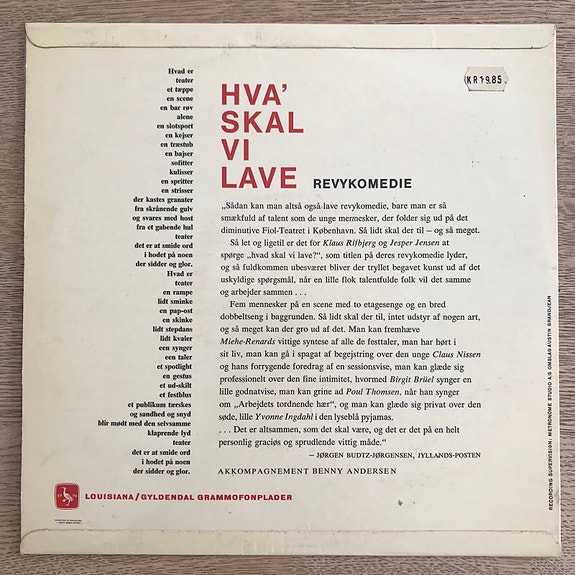 Hvad er
teater
et tæppe
en scene
en bar røv
alene
en slotsport
en kejser
en træstub
en bajser
sofitter
kulisser
en spritter
en strisser
der kastes granater
fra skrånende gulv
og svares med host
fra et gabende hul
teater
det er at smide ord
i hodet på noen
der sidder og glor.
Hvad er
teater
en rampe
lidt sminke
en pap-ost
en skinke
lidt stepdans
lidt kvaler
een synger
een taler
et spotlight
en gestus
et ud-skilt
et festblus
et publikum tærskes
og sandhed og snyd
blir mødt med den selvsamme
klaprende lyd
teater
det er at smide ord
i hodet på noen
der sidder og glor.
KR 19.85.
HVA'
SKAL
VI
LAVE REVYKOMEDIE
„Sådan kan man altså også lave revykomedie, bare man er så
smækfuld af talent som de unge mennesker, der folder sig ud på det
diminutive Fiol-Teatret i København. Så lidt skal der til – og så meget.
Så let og ligetil er det for Klaus Rifbjerg og Jesper Jensen at
spørge „hvad skal vi lave?“, som titlen på deres revykomedie lyder,
og så fuldkommen ubesværet bliver der tryllet begavet kunst ud af det
uskyldige spørgsmål, når en lille flok talentfulde folk vil det samme
og arbejder sammen . . .
Fem mennesker på en scene med to etagesenge og en bred
dobbeltseng i baggrunden. Så lidt skal der til, intet udstyr af nogen art,
og så meget kan der gro ud af det. Man kan fremhæve
Miehe-Renards vittige syntese af alle de festtaler, man har hørt i
sit liv, man kan gå i spagat af begejstring over den unge Claus Nissen
og hans forrygende foredrag af en sessionsvise, man kan glæde sig
professionelt over den fine intimitet, hvormed Birgit Brüel synger en
lille godnatvise, man kan grine ad Poul Thomsen, når han synger
om „Arbejdets tordnende hær“, og man kan glæde sig privat over den
søde, lille Yvonne Ingdahl i den lyseblå pyjamas.
. . . Det er altsammen, som det skal være, og det er det på en helt
personlig graciøs og sprudlende vittig måde.“
– JØRGEN BUDTZ-JØRGENSEN, JYLLANDS-POSTEN
AKKOMPAGNEMENT BENNY ANDERSEN
LOUISIANA/GYLDENDAL GRAMMOFONPLADER
RECORDING SUPERVISION: METRONOME STUDIO A/S OMSLAG AUSTIN GRANDJEAN